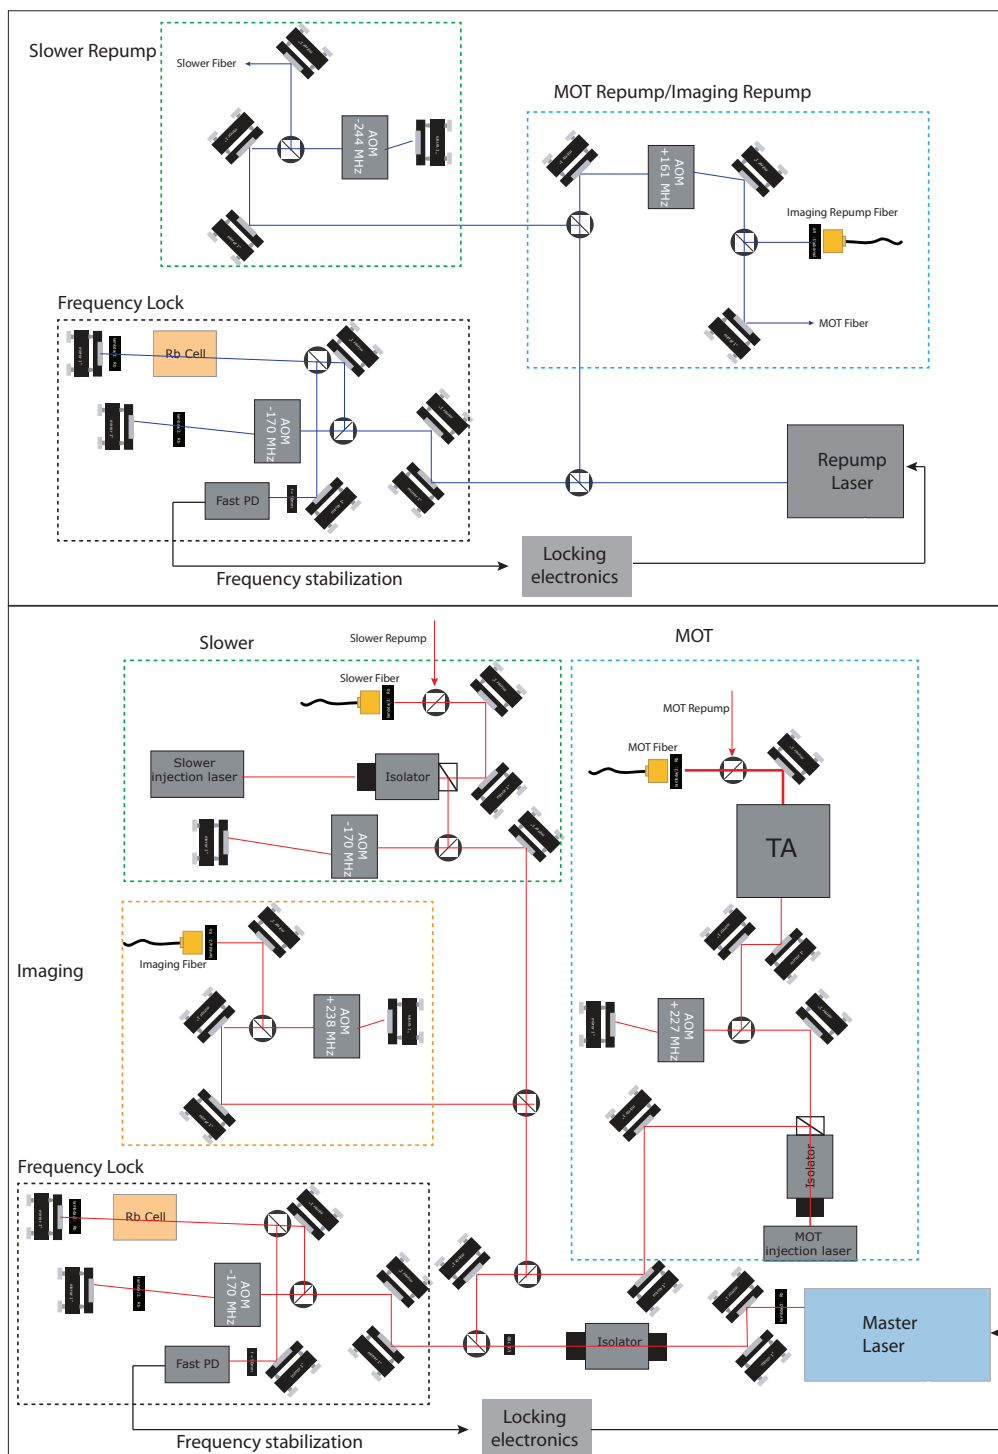 Slower Repump
Slower Fiber
AOM
-244 MHz
MOT Repump/Imaging Repump
AOM
+161 MHz
Imaging Repump Fiber
MOT Fiber
Frequency Lock
Rb Cell
AOM
-170 MHz
Fast PD
Repump
Laser
Locking
electronics
Frequency stabilization
Slower
Slower Repump
MOT
Slower Fiber
MOT Repump
MOT Fiber
Slower
injection laser
Isolator
AOM
-170 MHz
TA
Imaging
Imaging Fiber
AOM
+238 MHz
AOM
+227 MHz
Isolator
MOT
injection laser
Frequency Lock
Rb Cell
AOM
-170 MHz
Fast PD
Isolator
Master
Laser
Locking
electronics
Frequency stabilization